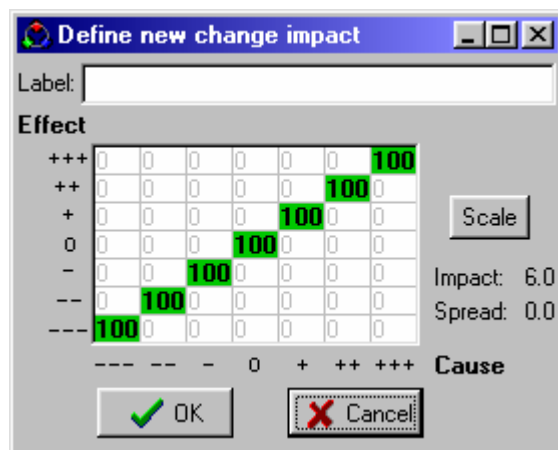 Define new change impact
Label:
Effect
+++ 0 0 0 0 0 0 100
++ 0 0 0 0 0 100 0
+ 0 0 0 0 100 0 0
0 0 0 0 100 0 0 0
- 0 0 100 0 0 0 0
-- 0 100 0 0 0 0 0
--- 100 0 0 0 0 0 0
Scale
Impact: 6.0
Spread: 0.0
--- -- - 0 + ++ +++ Cause
OK Cancel